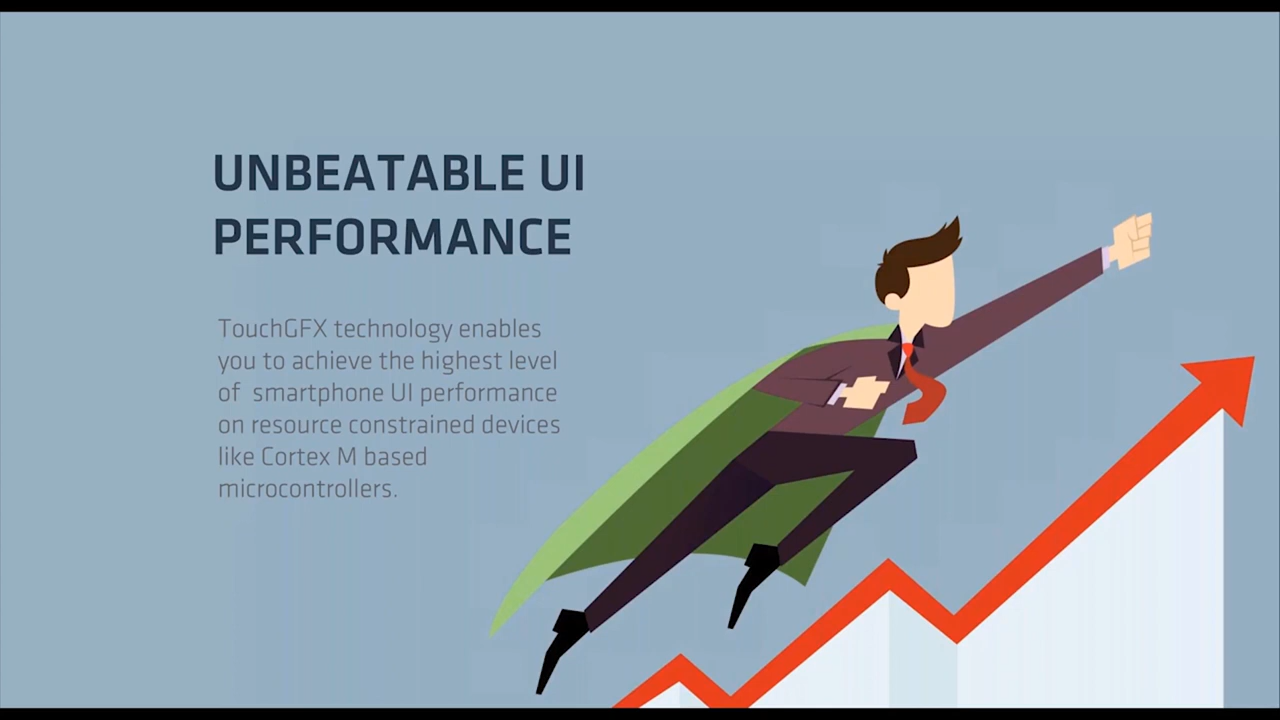 UNBEATABLE UI
PERFORMANCE
TouchGFX technology enables
you to achieve the highest level
of  smartphone UI performance
on resource constrained devices
like Cortex M based
microcontrollers.